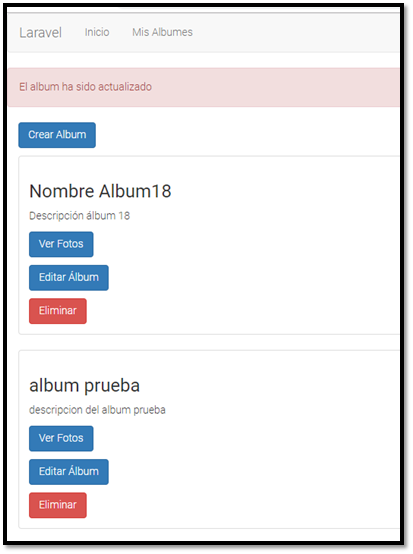 Laravel Inicio Mis Albumes
El album ha sido actualizado
Crear Album
Nombre Album18
Descripción álbum 18
Ver Fotos
Editar Álbum
Eliminar
album prueba
descripcion del album prueba
Ver Fotos
Editar Álbum
Eliminar